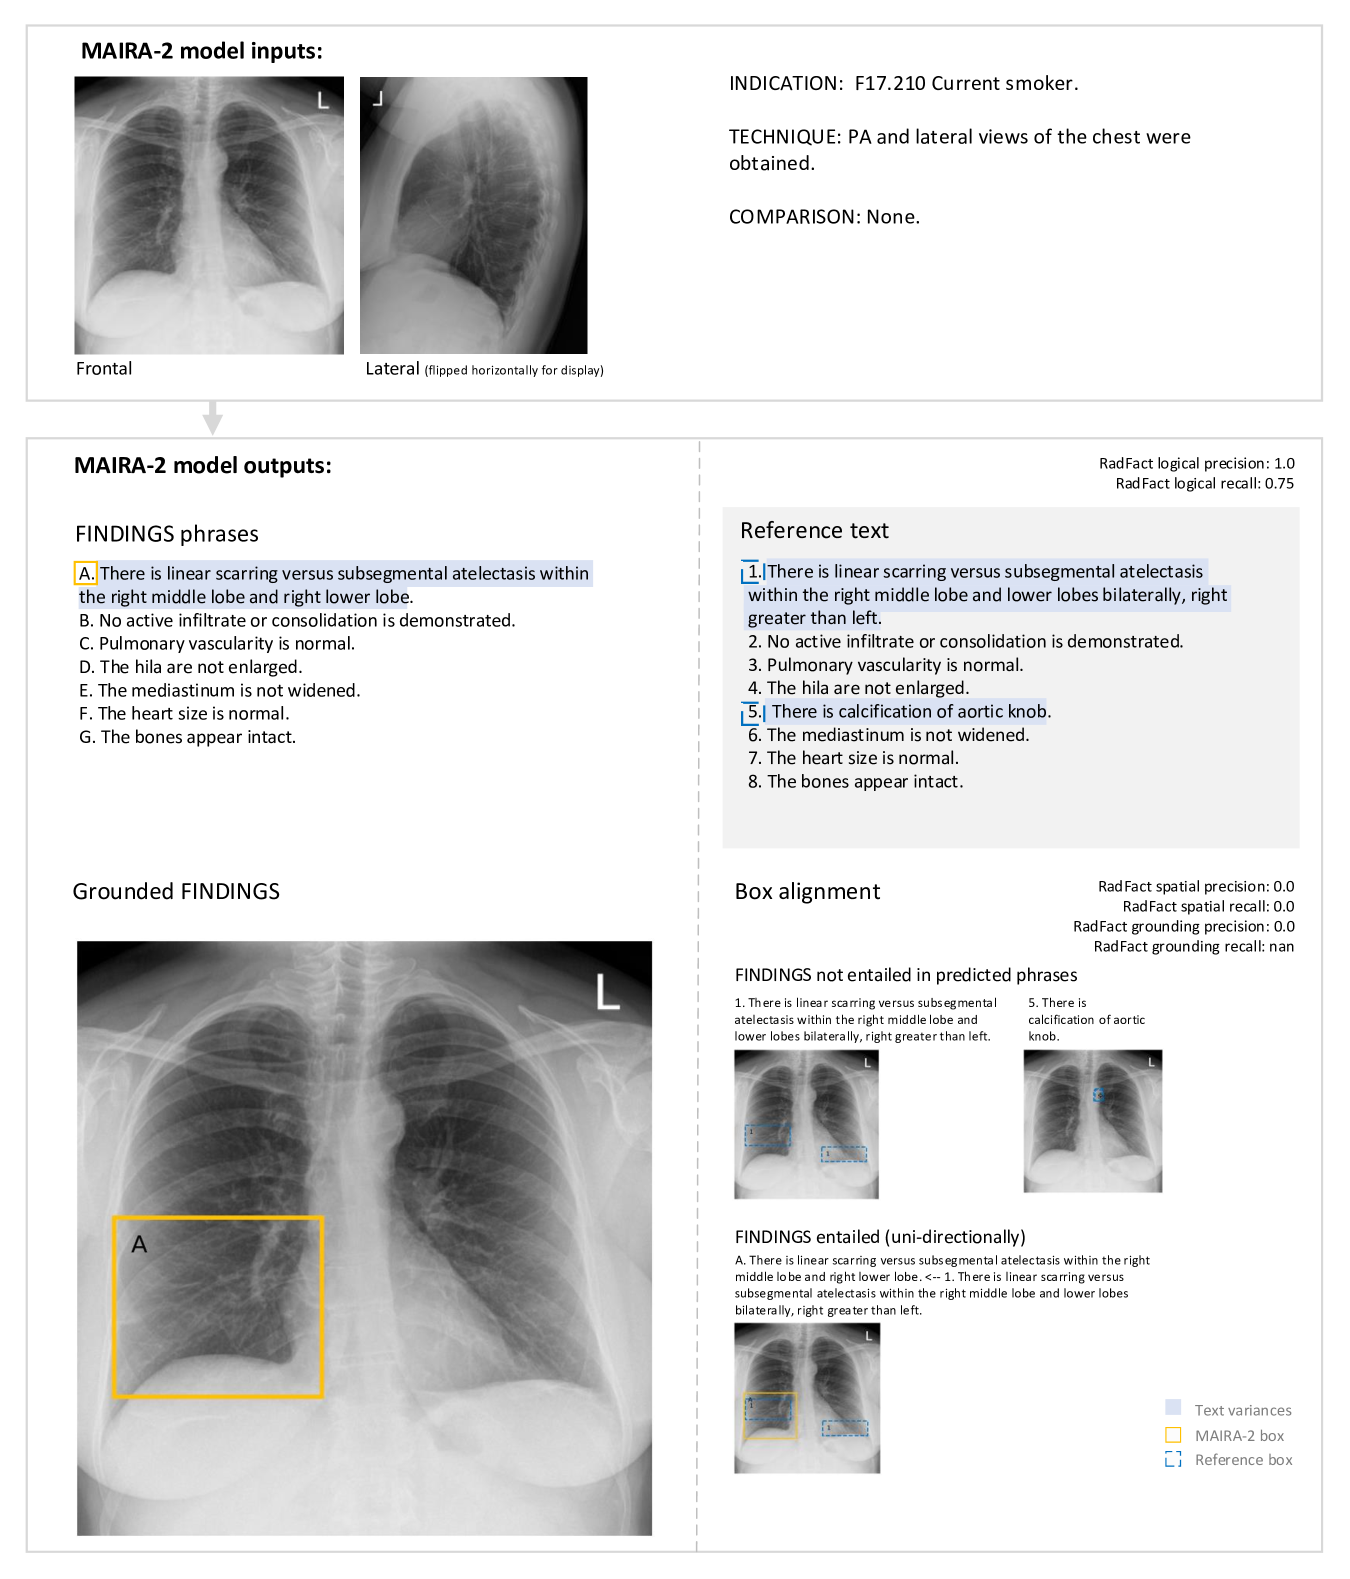 MAIRA-2 model inputs:
L
L
Frontal
Lateral (flipped horizontally for display)
INDICATION: F17.210 Current smoker.
TECHNIQUE: PA and lateral views of the chest were
obtained.
COMPARISON: None.
MAIRA-2 model outputs:
FINDINGS phrases
A. There is linear scarring versus subsegmental atelectasis within
the right middle lobe and right lower lobe.
B. No active infiltrate or consolidation is demonstrated.
C. Pulmonary vascularity is normal.
D. The hila are not enlarged.
E. The mediastinum is not widened.
F. The heart size is normal.
G. The bones appear intact.
RadFact logical precision: 1.0
RadFact logical recall: 0.75
Reference text
1. There is linear scarring versus subsegmental atelectasis
within the right middle lobe and lower lobes bilaterally, right
greater than left.
2. No active infiltrate or consolidation is demonstrated.
3. Pulmonary vascularity is normal.
4. The hila are not enlarged.
5. There is calcification of aortic knob.
6. The mediastinum is not widened.
7. The heart size is normal.
8. The bones appear intact.
Grounded FINDINGS
L
A
Box alignment
RadFact spatial precision: 0.0
RadFact spatial recall: 0.0
RadFact grounding precision: 0.0
RadFact grounding recall: nan
FINDINGS not entailed in predicted phrases
1. There is linear scarring versus subsegmental
atelectasis within the right middle lobe and
lower lobes bilaterally, right greater than left.
L
1
1
5. There is
calcification of aortic
knob.
L
FINDINGS entailed (uni-directionally)
A. There is linear scarring versus subsegmental atelectasis within the right
middle lobe and right lower lobe. <-- 1. There is linear scarring versus
subsegmental atelectasis within the right middle lobe and lower lobes
bilaterally, right greater than left.
L
1
1
Text variances
MAIRA-2 box
Reference box